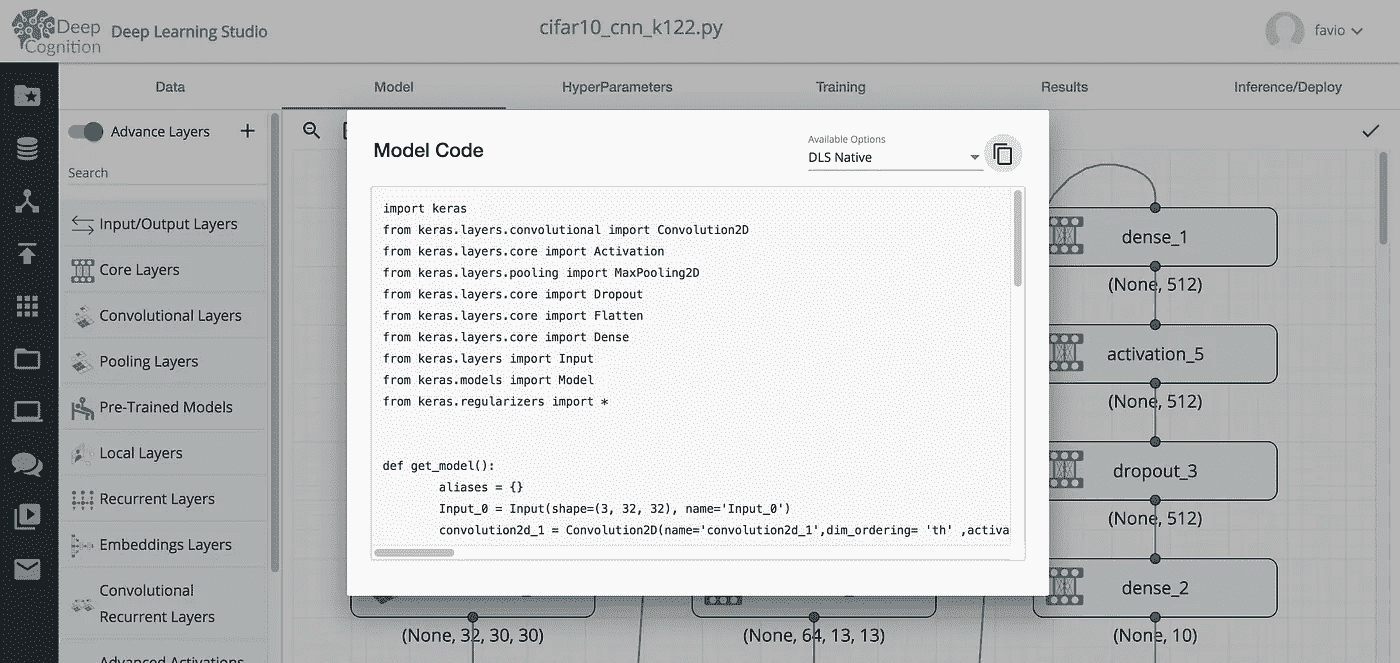 Deep
Cognition
Deep Learning Studio
cifar10_cnn_k122.py
favio
Data
Model
HyperParameters
Training
Results
Inference/Deploy
Advance Layers
+
Search
Input/Output Layers
Core Layers
Convolutional Layers
Pooling Layers
Pre-Trained Models
Local Layers
Recurrent Layers
Embeddings Layers
Convolutional
Recurrent Layers
Advanced Activations
Model Code
Available Options
DLS Native
import keras
from keras.layers.convolutional import Convolution2D
from keras.layers.core import Activation
from keras.layers.pooling import MaxPooling2D
from keras.layers.core import Dropout
from keras.layers.core import Flatten
from keras.layers.core import Dense
from keras.layers import Input
from keras.models import Model
from keras.regularizers import *
def get_model():
aliases = {}
Input_0 = Input(shape=(3, 32, 32), name='Input_0')
convolution2d_1 = Convolution2D(name='convolution2d_1',dim_ordering= 'th' ,activa
dense_1
(None, 512)
activation_5
(None, 512)
dropout_3
(None, 512)
dense_2
(None, 32, 30, 30)
(None, 64, 13, 13)
(None, 10)